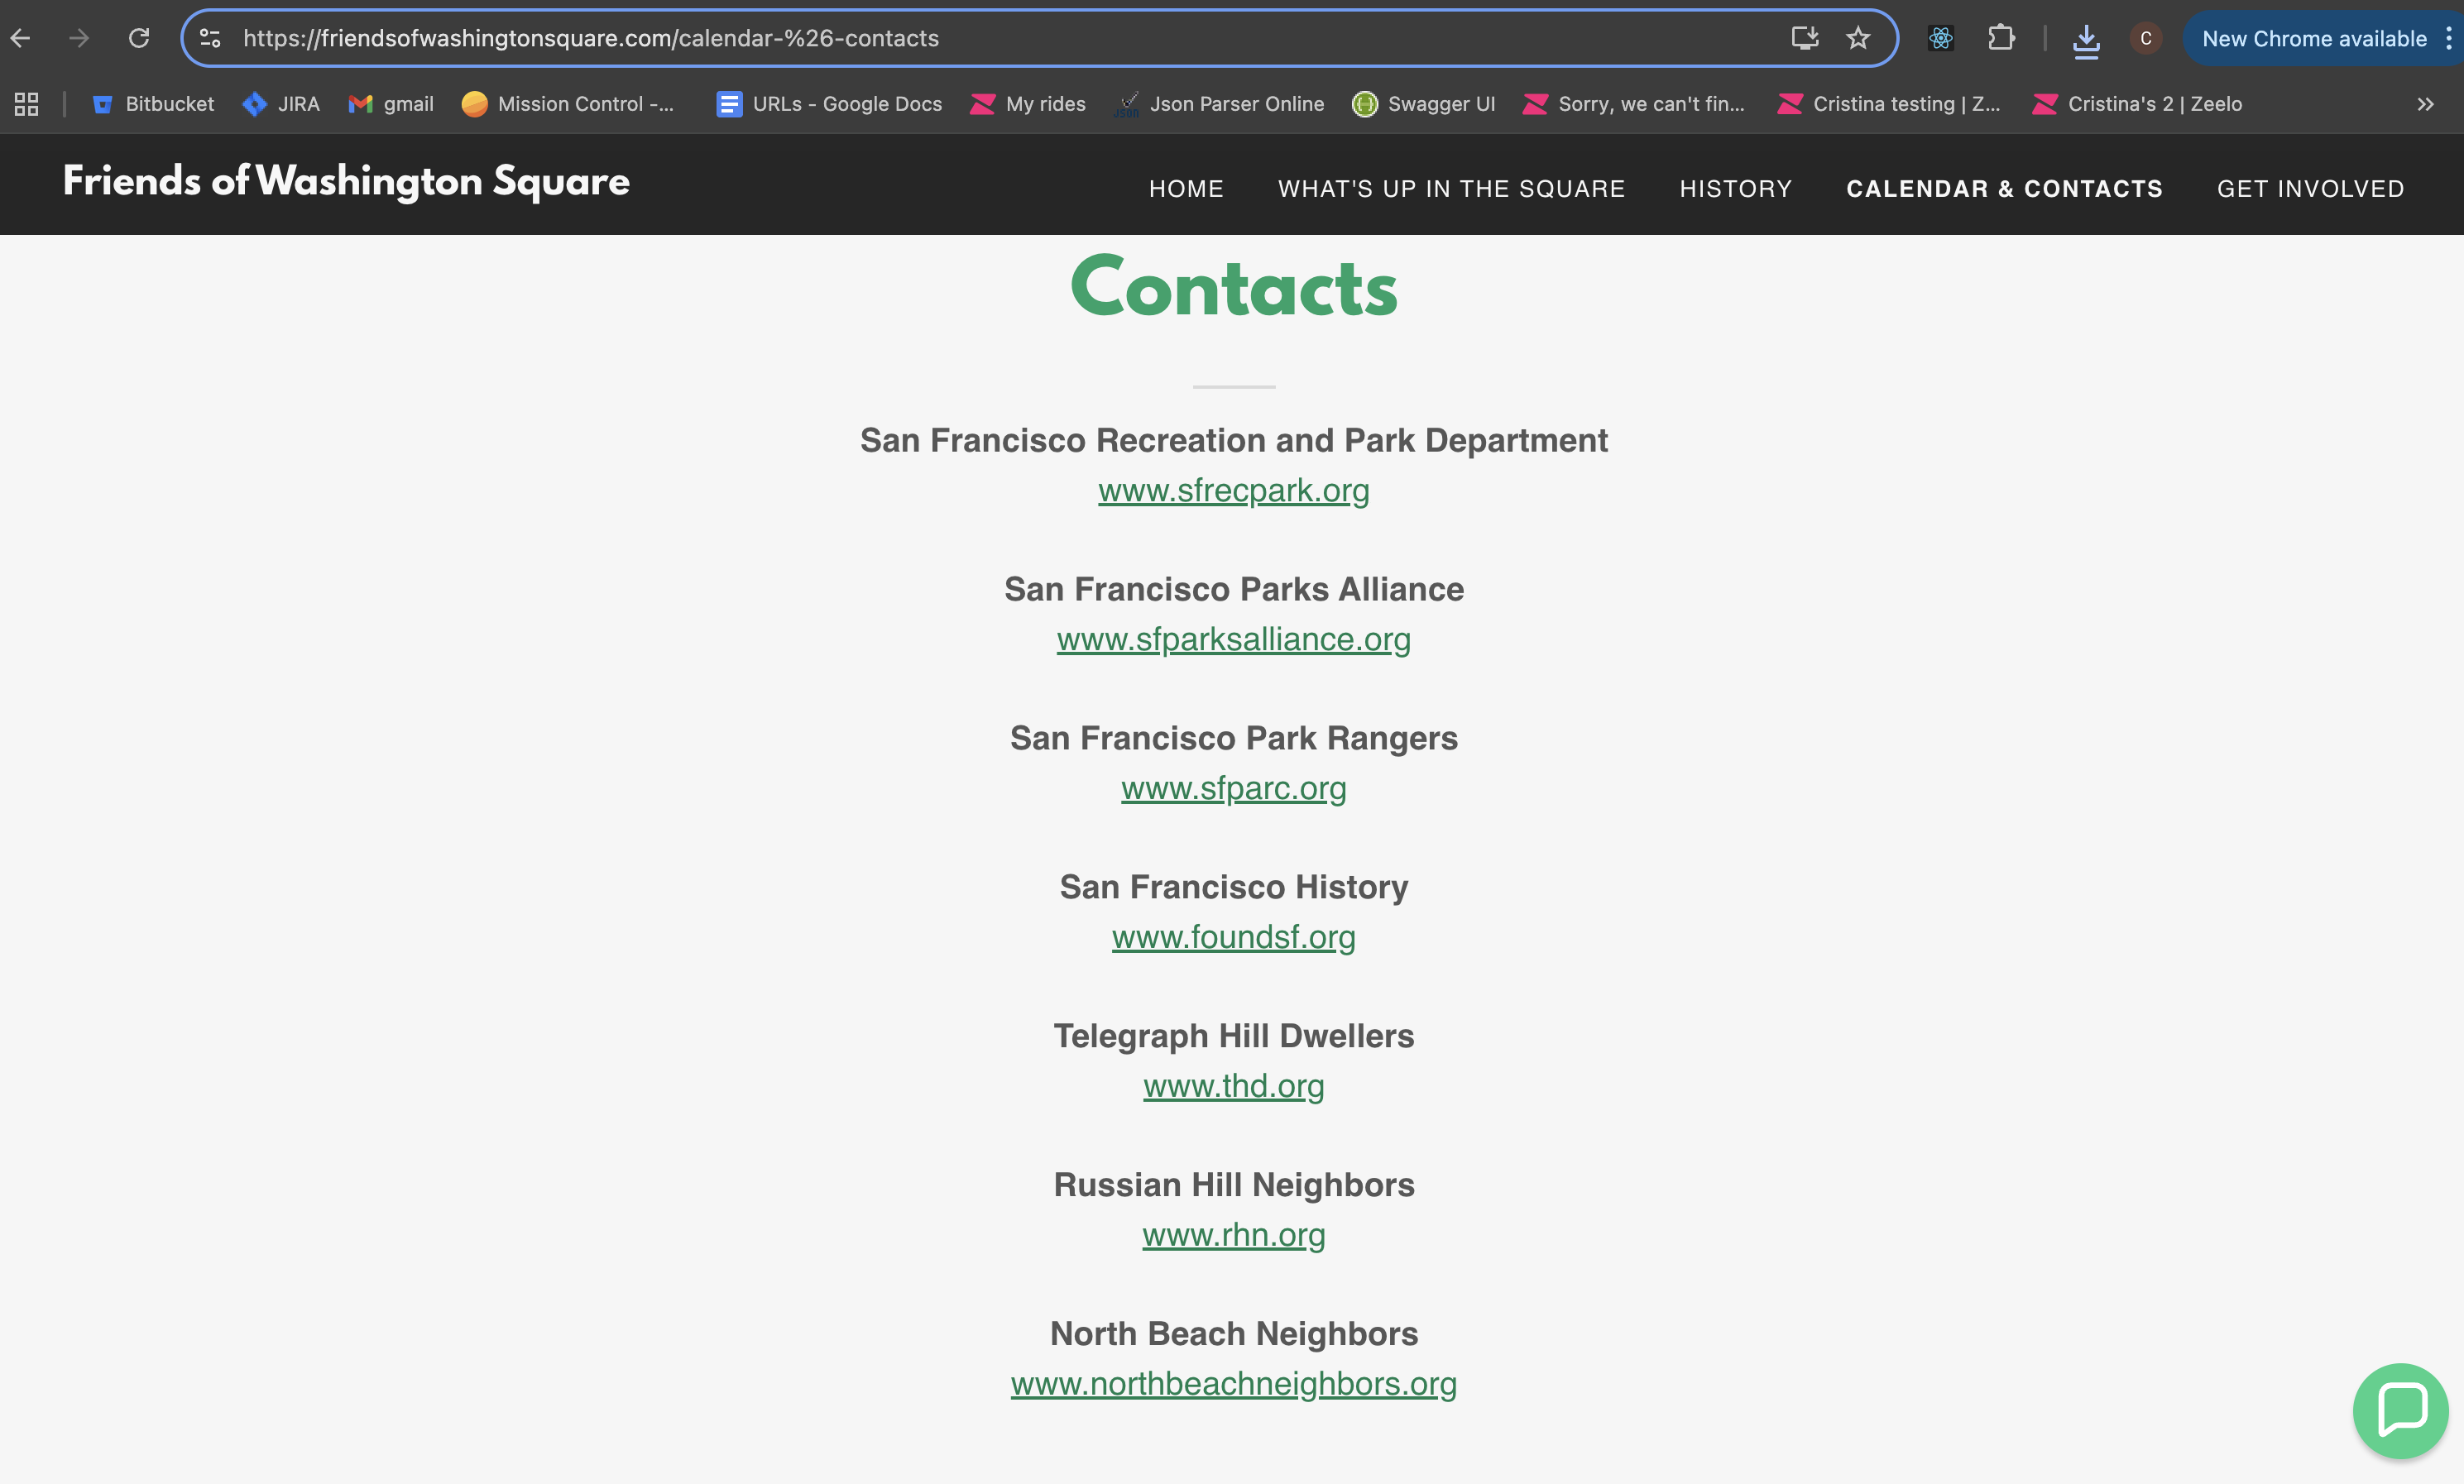 https://friendsofwashingtonsquare.com/calendar-%26-contacts
C
New Chrome available
Bitbucket
JIRA
gmail
Mission Control -...
URLs - Google Docs
JSON
My rides
Json Parser Online
Swagger UI
Sorry, we can't fin...
Cristina testing | Z...
Cristina's 2 | Zeelo
Friends of Washington Square
HOME
WHAT'S UP IN THE SQUARE
HISTORY
CALENDAR & CONTACTS
GET INVOLVED
Contacts
San Francisco Recreation and Park Department
www.sfrecpark.org
San Francisco Parks Alliance
www.sfparksalliance.org
San Francisco Park Rangers
www.sfparc.org
San Francisco History
www.foundsf.org
Telegraph Hill Dwellers
www.thd.org
Russian Hill Neighbors
www.rhn.org
North Beach Neighbors
www.northbeachneighbors.org